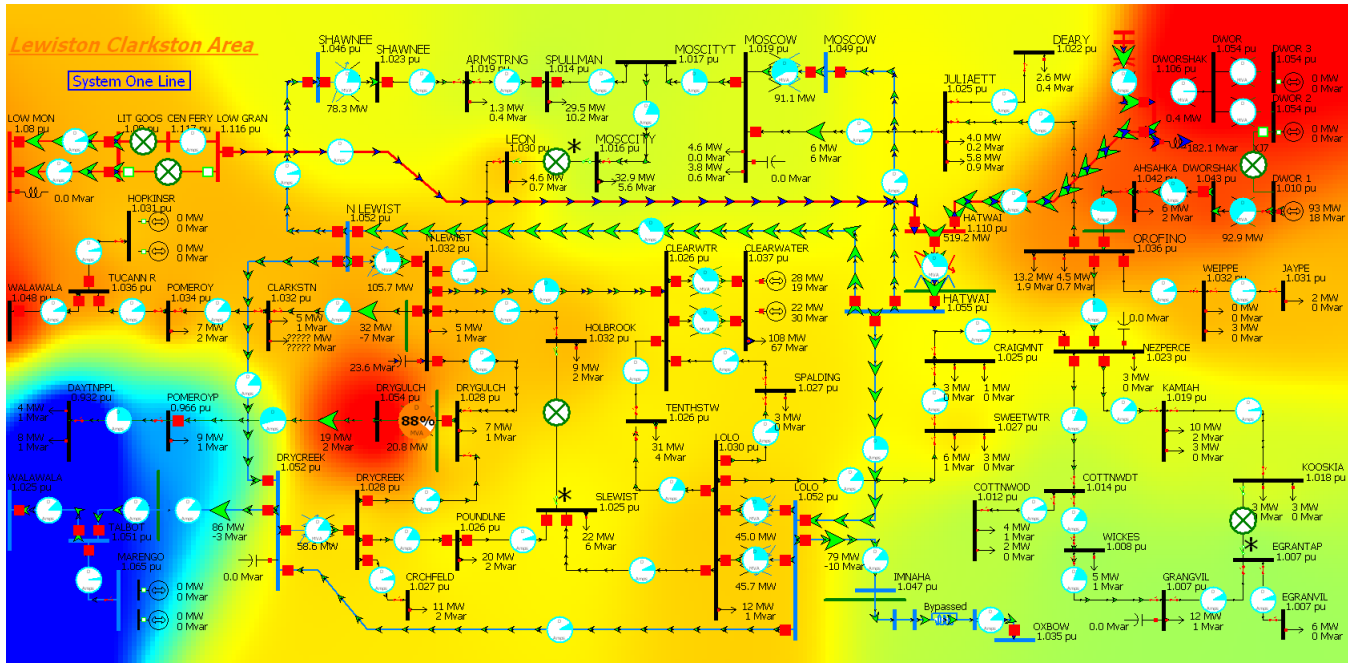 Lewiston Clarkston Area
System One Line
SHAWNEE
1.046 pu
SHAWNEE
1.023 pu
78.3 MW
ARMSTRNG
1.019 pu
1.3 MW
0.4 MW
SPULLMAN
1.014 pu
29.5 MW
10.2 MW
MOSCITYT
1.017 pu
MOSCOW
1.019 pu
MOSCOW
1.049 pu
91.1 MW
DEARY
1.022 pu
2.6 MW
0.4 MW
JULIAETT
1.025 pu
4.0 MW
0.2 MW
5.8 MW
0.9 MW
DWORSHAK
1.106 pu
0.4 MW
DWOR
1.054 pu
DWOR 3
1.054 pu
0 MW
0 Mvar
DWOR 2
1.054 pu
0 MW
0 Mvar
LOW MON
1.08 pu
LIT GOOS
CEN FERY
LOW GRAN
1.116 pu
0.0 Mvar
LEON
1.030 pu
4.6 MW
0.7 MW
MOSCCITY
1.016 pu
32.9 MW
5.6 MW
4.6 MW
0.0 MW
3.8 MW
0.6 MW
0.0 Mvar
6 MW
6 Mvar
182.1 MW
AHSAHKA
1.042 pu
6 MW
2 MW
DWORSHAK
1.043 pu
92.9 MW
DWOR 1
1.010 pu
93 MW
18 Mvar
HOPKINSR
1.031 pu
0 MW
0 Mvar
0 MW
0 Mvar
N LEWIST
1.052 pu
N LEWIST
1.032 pu
105.7 MW
HATWAI
1.110 pu
519.2 MW
HATWAI
1.055 pu
OROFINO
1.036 pu
13.2 MW
1.9 MW
4.5 MW
0.7 MW
WEIPPE
1.032 pu
0 MW
0 Mvar
3 MW
0 Mvar
JAYPE
1.031 pu
2 MW
0 Mvar
WALAWALA
1.048 pu
TUCANN R
1.036 pu
POMEROY
1.034 pu
7 MW
2 Mvar
CLARKSTN
1.032 pu
5 MW
1 Mvar
????? MW
????? Mvar
32 MW
-7 Mvar
5 MW
1 Mvar
23.6 Mvar
CLEARWTR
1.026 pu
CLEARWATER
1.037 pu
28 MW
19 Mvar
22 MW
30 Mvar
108 MW
67 Mvar
HOLBROOK
1.032 pu
9 MW
2 Mvar
CRAIGMNT
1.025 pu
3 MW
0 Mvar
1 MW
0 Mvar
0.0 Mvar
NEZPERCE
1.023 pu
3 MW
0 Mvar
DAYTNPPL
0.932 pu
4 MW
1 Mvar
1 Mvar
POMEROYP
0.966 pu
9 MW
1 Mvar
DRYGULCH
1.054 pu
19 MW
2 Mvar
88%
MVA
20.8 MW
DRYGULCH
1.028 pu
7 MW
1 Mvar
TENTHSTW
1.026 pu
31 MW
4 Mvar
SPALDING
1.027 pu
3 MW
0 Mvar
SWEETWTR
1.027 pu
6 MW
1 Mvar
3 MW
0 Mvar
KAMIAH
1.019 pu
10 MW
2 Mvar
3 MW
0 Mvar
KOOSKIA
1.018 pu
3 MW
0 Mvar
3 MW
0 Mvar
WALAWALA
1.025 pu
TALBOT
1.051 pu
86 MW
-3 Mvar
MARENGO
1.065 pu
0 MW
0 Mvar
0 MW
0 Mvar
DRYCREEK
1.052 pu
58.6 MW
0.0 Mvar
DRYCREEK
1.028 pu
POUNDLNE
1.026 pu
20 MW
2 Mvar
CRCHFELD
1.027 pu
11 MW
2 Mvar
SLEWIST
1.025 pu
22 MW
6 Mvar
LOLO
1.030 pu
45.0 MW
45.7 MW
12 MW
1 Mvar
LOLO
1.052 pu
79 MW
-10 Mvar
IMNAHA
1.047 pu
Bypassed
OXBOW
1.035 pu
COTTNWOD
1.012 pu
4 MW
1 Mvar
2 MW
0 Mvar
COTTNWDT
1.014 pu
WICKES
1.008 pu
5 MW
1 Mvar
GRANGVIL
1.007 pu
0.0 Mvar
12 MW
1 Mvar
EGRANTAP
1.007 pu
EGRANVIL
1.007 pu
6 MW
0 Mvar